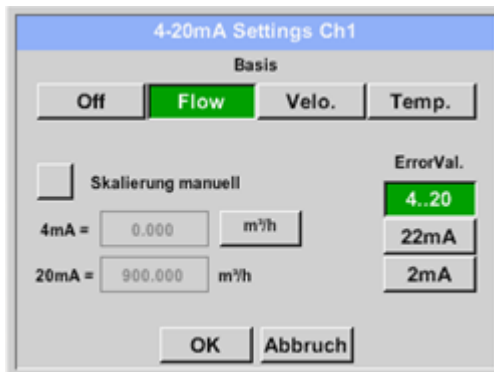 4-20mA Settings Ch1
Basis
Off Flow Velo. Temp.
ErrorVal.
Skalierung manuell
4..20
4mA = 0.000 m³/h
22mA
20mA = 900.000 m³/h
2mA
OK Abbruch